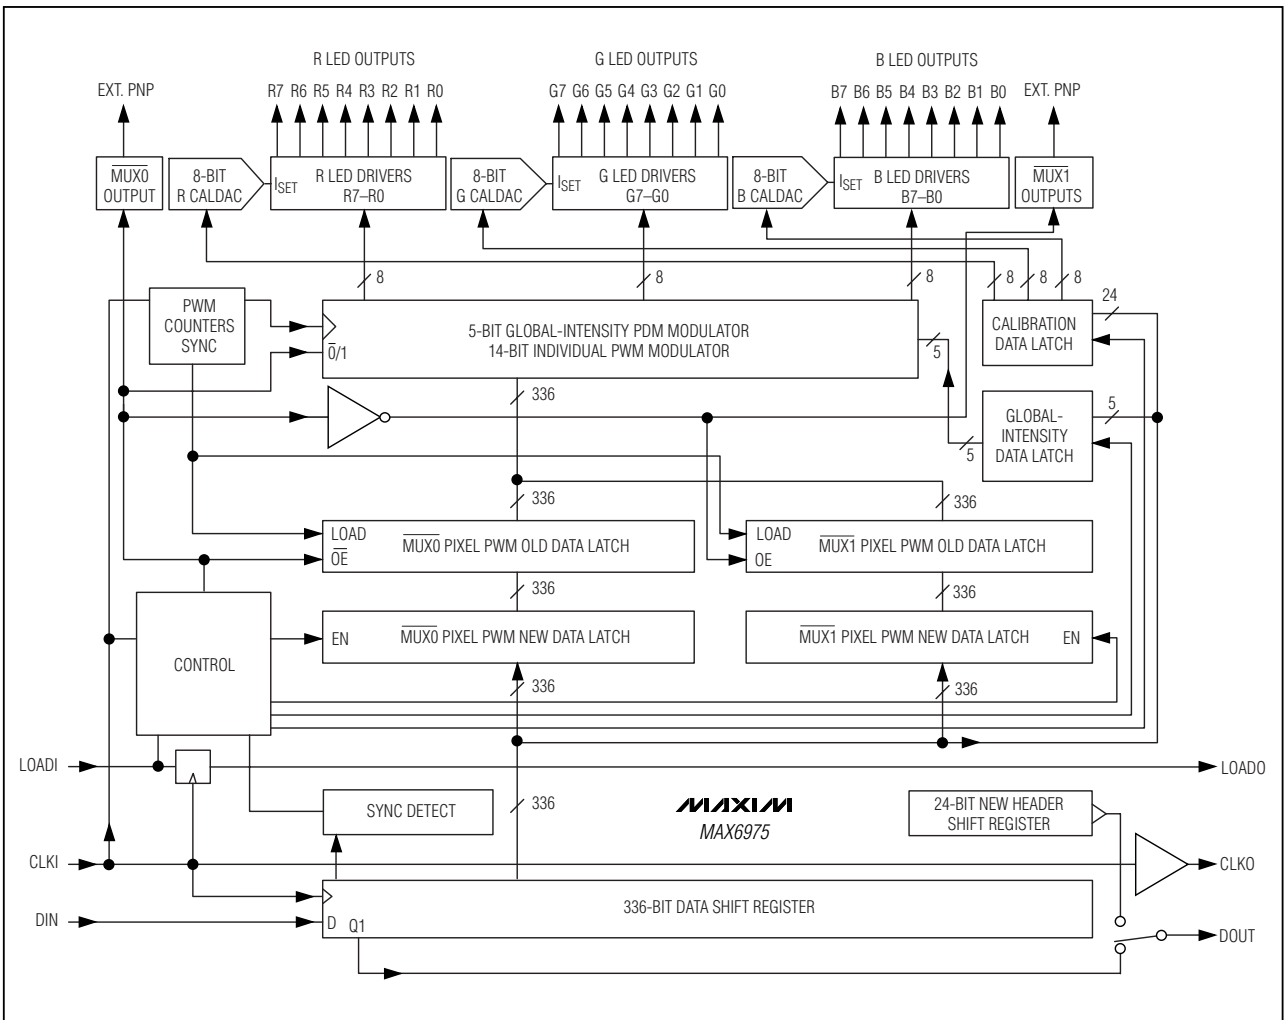 R LED OUTPUTS
G LED OUTPUTS
B LED OUTPUTS
EXT. PNP
R7 R6 R5 R4 R3 R2 R1 R0
G7 G6 G5 G4 G3 G2 G1 G0
B7 B6 B5 B4 B3 B2 B1 B0
EXT. PNP
M̅U̅X̅0̅
OUTPUT
8-BIT
R CALDAC
ISET
R LED DRIVERS
R7–R0
8-BIT
G CALDAC
ISET
G LED DRIVERS
G7–G0
8-BIT
B CALDAC
ISET
B LED DRIVERS
B7–B0
M̅U̅X̅1̅
OUTPUTS
8
8
8
8
8
8
24
PWM
COUNTERS
SYNC
0̅/1
5-BIT GLOBAL-INTENSITY PDM MODULATOR
14-BIT INDIVIDUAL PWM MODULATOR
5
CALIBRATION
DATA LATCH
336
5
GLOBAL-
INTENSITY
DATA LATCH
5
336
336
LOAD
O̅E̅
M̅U̅X̅0̅ PIXEL PWM OLD DATA LATCH
LOAD
OE
M̅U̅X̅1̅ PIXEL PWM OLD DATA LATCH
336
336
CONTROL
EN
M̅U̅X̅0̅ PIXEL PWM NEW DATA LATCH
M̅U̅X̅1̅ PIXEL PWM NEW DATA LATCH
EN
336
336
LOADI
LOADO
SYNC DETECT
336
MAXIM
MAX6975
24-BIT NEW HEADER
SHIFT REGISTER
CLKI
CLKO
DIN
D
Q1
336-BIT DATA SHIFT REGISTER
DOUT